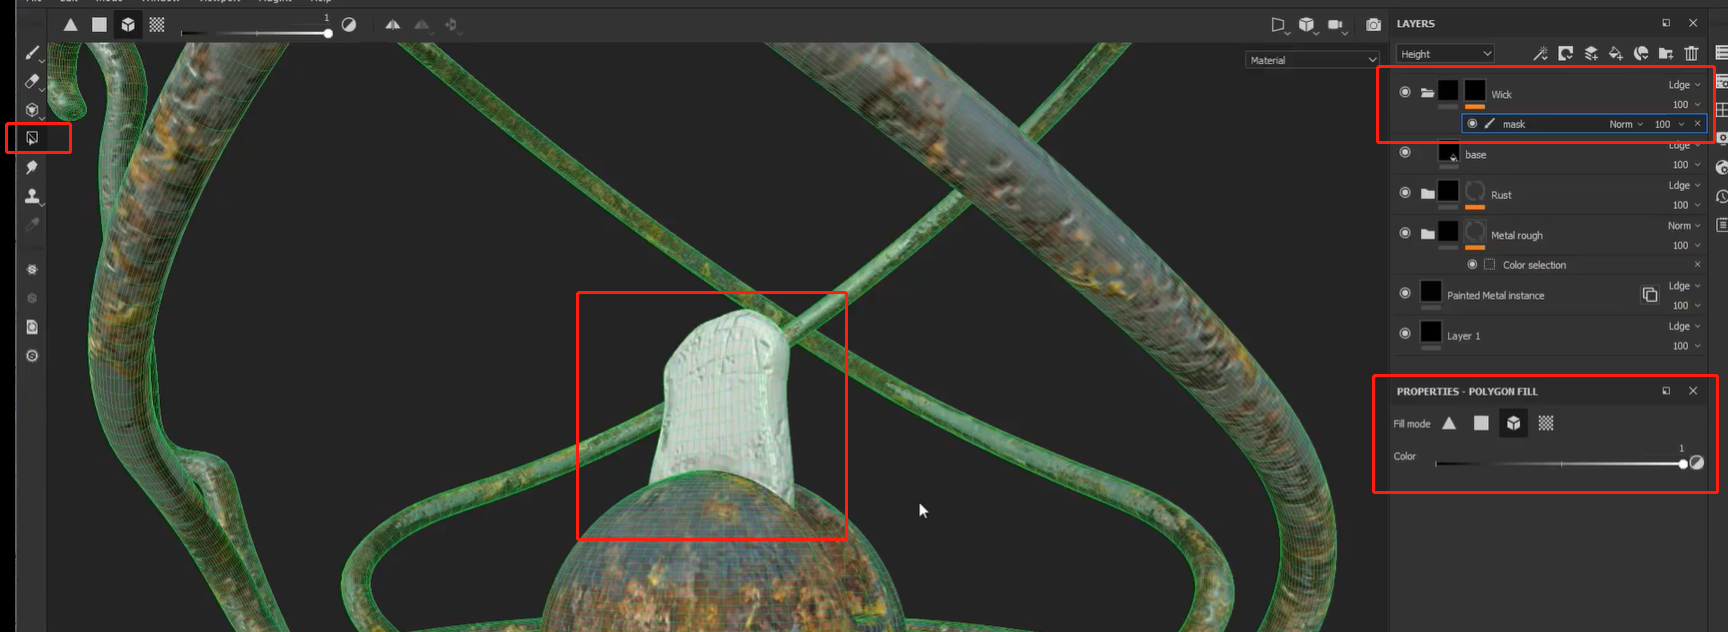 1
Material
LAYERS
Height
Wick
Ldge
100
mask
Norm
100
base
Ldge
100
Rust
Ldge
100
Metal rough
Norm
100
Color selection
Painted Metal instance
Ldge
100
Layer 1
Ldge
100
PROPERTIES - POLYGON FILL
Fill mode
Color
1